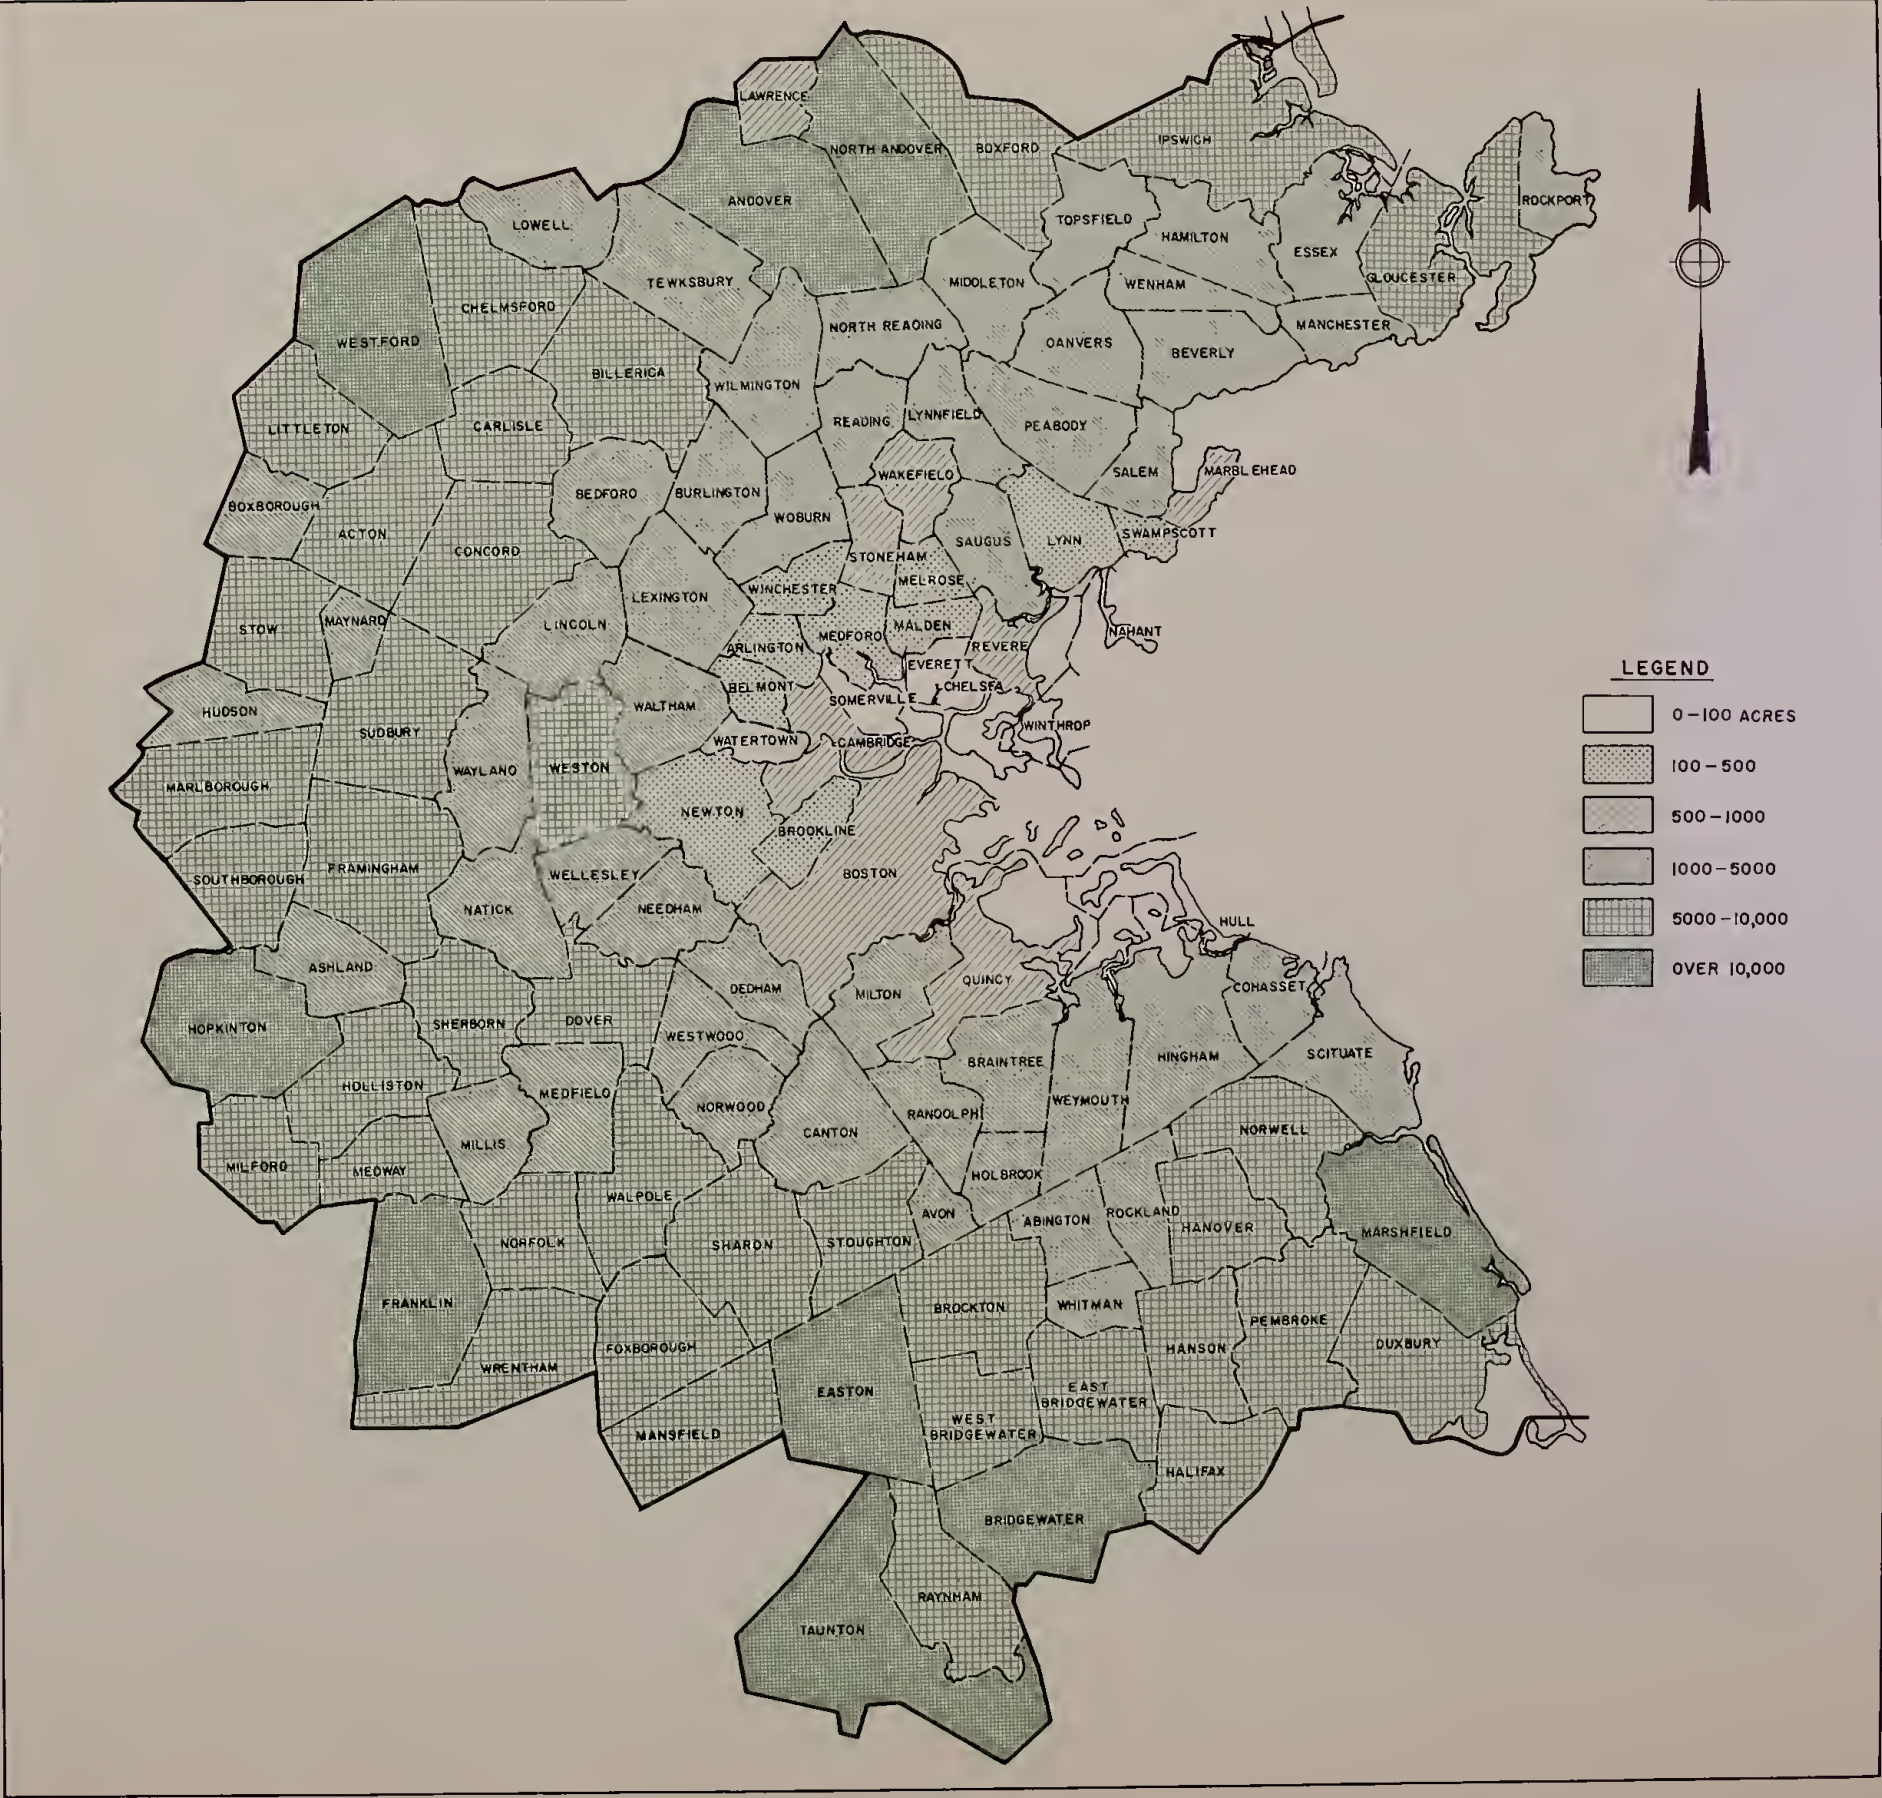 LAWRENCE
NORTH ANDOVER
BOXFORD
IPSWICH
ANDOVER
ROCKPORT
LOWELL
TOPSFIELD
HAMILTON
ESSEX
GLOUCESTER
TEWKSBURY
MIDDLETON
WENHAM
CHELMSFORD
WESTFORD
NORTH READING
MANCHESTER
DANVERS
BEVERLY
BILLERICA
WILMINGTON
LITTLETON
CARLISLE
READING
LYNNFIELD
PEABODY
WAKEFIELD
SALEM
MARBLEHEAD
BOXBOROUGH
BEDFORD
BURLINGTON
WOBURN
ACTON
CONCORD
STONEHAM
SAUGUS
LYNN
SWAMPSCOTT
WINCHESTER
MELROSE
LEXINGTON
STOW
MAYNARD
LINCOLN
MEDFORD
MALDEN
NAHANT
ARLINGTON
REVERE
EVERETT
BELMONT
SOMERVILLE
CHELSEA
HUDSON
WALTHAM
WINTHROP
SUDBURY
WATERTOWN
CAMBRIDGE
WAYLAND
WESTON
MARLBOROUGH
NEWTON
BROOKLINE
SOUTHBOROUGH
FRAMINGHAM
WELLESLEY
BOSTON
NATICK
NEEDHAM
HULL
ASHLAND
DEDHAM
MILTON
QUINCY
COHASSET
HOPKINTON
SHERBORN
DOVER
WESTWOOD
BRAINTREE
HINGHAM
SCITUATE
HOLLISTON
MEDFIELD
NORWOOD
RANDOLPH
WEYMOUTH
CANTON
NORWELL
MILLIS
MILFORD
MEDWAY
HOLBROOK
WALPOLE
AVON
ABINGTON
ROCKLAND
HANOVER
MARSHFIELD
NORFOLK
SHARON
STOUGHTON
FRANKLIN
BROCKTON
WHITMAN
PEMBROKE
FOXBOROUGH
HANSON
DUXBURY
WRENTHAM
EASTON
EAST
BRIDGEWATER
WEST
BRIDGEWATER
MANSFIELD
HALIFAX
BRIDGEWATER
RAYNHAM
TAUNTON
LEGEND
0-100 ACRES
100-500
500-1000
1000-5000
5000-10,000
OVER 10,000